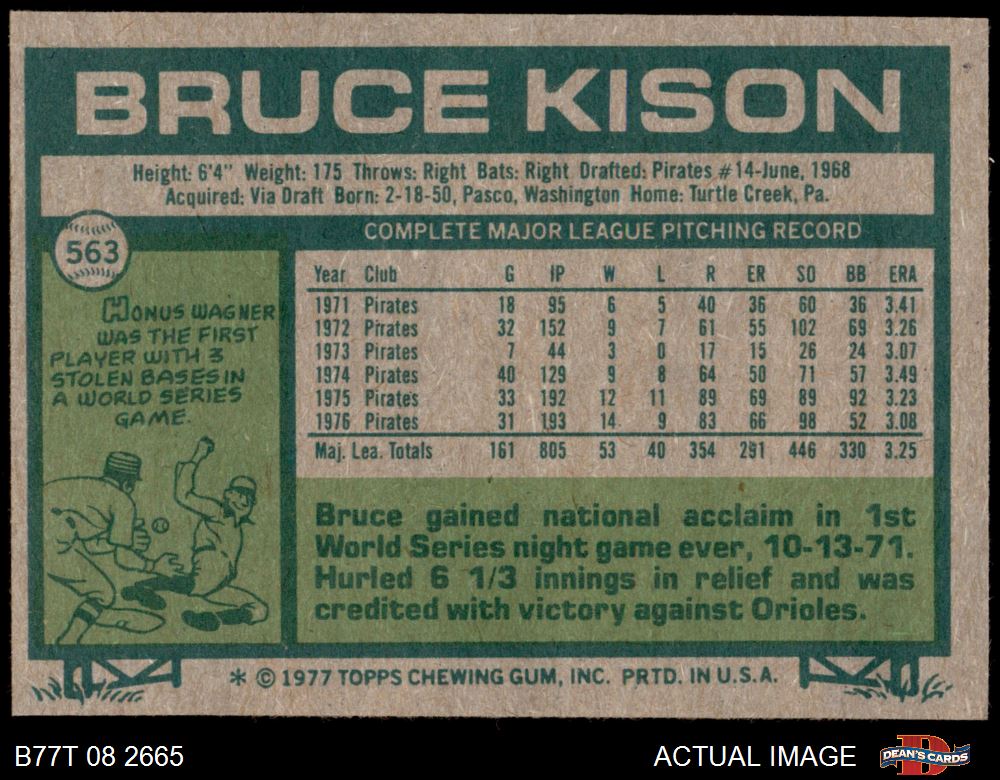 BRUCE KISON
Height: 6'4" Weight: 175 Throws: Right Bats: Right Drafted: Pirates #14-June, 1968
Acquired: Via Draft Born: 2-18-50, Pasco, Washington Home: Turtle Creek, Pa.
563
COMPLETE MAJOR LEAGUE PITCHING RECORD
HONUS WAGNER
WAS THE FIRST
PLAYER WITH 3
STOLEN BASES IN
A WORLD SERIES
GAME.
Year Club G IP W L R ER SO BB ERA
1971 Pirates 18 95 6 5 40 36 60 36 3.41
1972 Pirates 32 152 9 7 61 55 102 69 3.26
1973 Pirates 7 44 3 0 17 15 26 24 3.07
1974 Pirates 40 129 9 8 64 50 71 57 3.49
1975 Pirates 33 192 12 11 89 69 89 92 3.23
1976 Pirates 31 193 14 9 83 66 98 52 3.08
Maj. Lea. Totals 161 805 53 40 354 291 446 330 3.25
Bruce gained national acclaim in 1st
World Series night game ever, 10-13-71.
Hurled 6 1/3 innings in relief and was
credited with victory against Orioles.
* © 1977 TOPPS CHEWING GUM, INC. PRTD. IN U.S.A.
B77T 08 2665 ACTUAL IMAGE DEAN'S CARDS